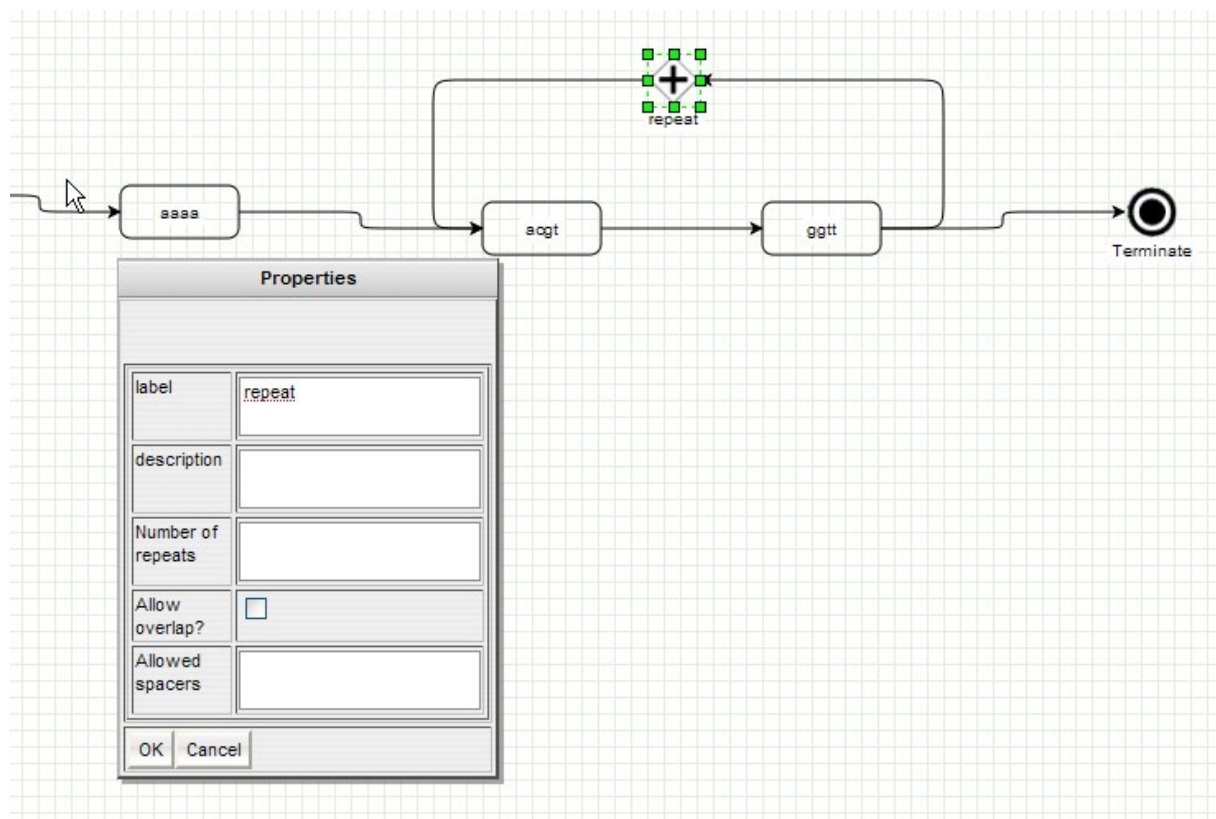 repeat
aaaa
acgt
ggtt
Terminate
Properties
label
repeat
description
Number of
repeats
Allow
overlap?
Allowed
spacers
OK Cancel